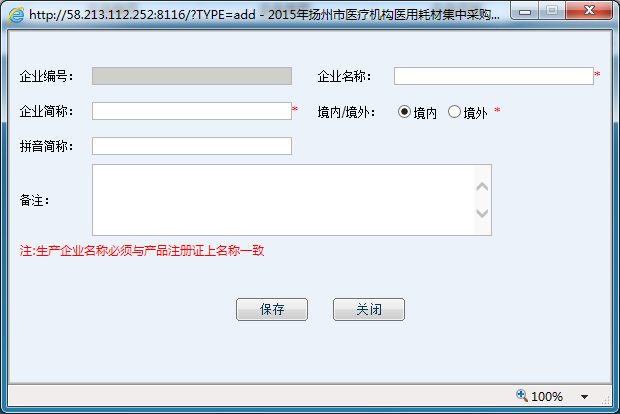 http://58.213.112.252:8116/?TYPE=add - 2015年扬州市医疗机构医用耗材集中采购...
企业编号： 企业名称： *
企业简称： * 境内/境外： 境内 境外 *
拼音简称：
备注：
注:生产企业名称必须与产品注册证上名称一致
保存 关闭
100%